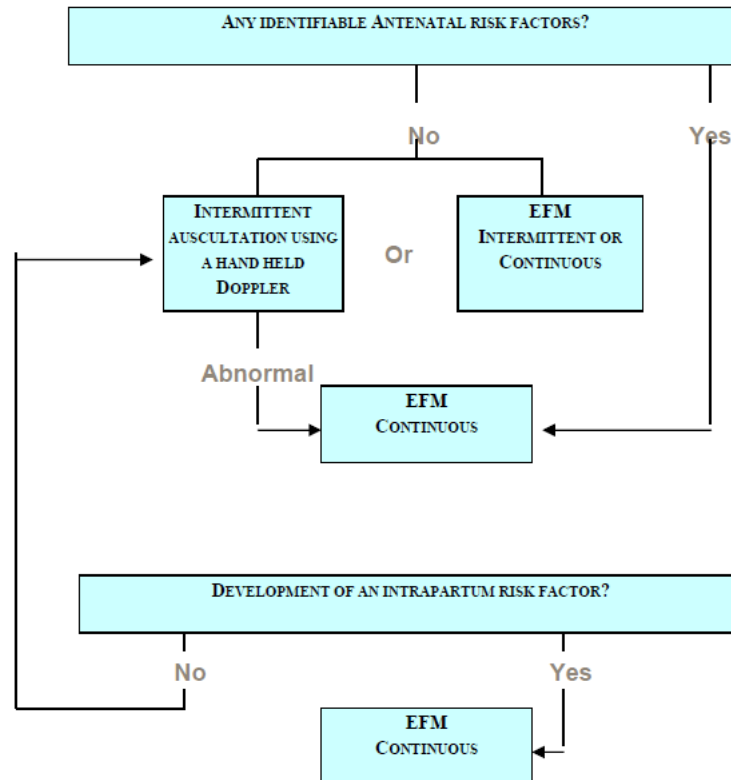 ANY IDENTIFIABLE ANTENATAL RISK FACTORS?
No
Yes
INTERMITTENT
AUSCULTATION USING
A HAND HELD
DOPPLER
Or
EFM
INTERMITTENT OR
CONTINUOUS
Abnormal
EFM
CONTINUOUS
DEVELOPMENT OF AN INTRAPARTUM RISK FACTOR?
No
Yes
EFM
CONTINUOUS